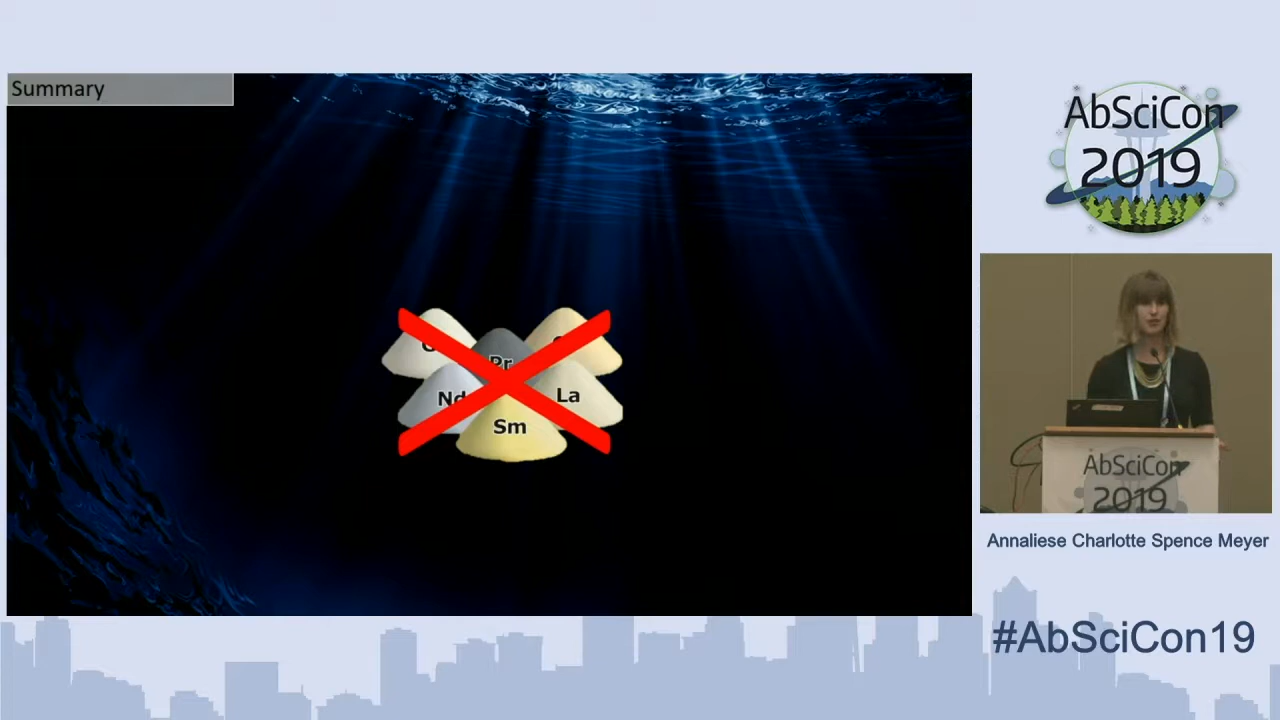 Summary
Pr
Nd
La
Sm
AbSciCon
2019
AbSciCon
2019
Annaliese Charlotte Spence Meyer
#AbSciCon19